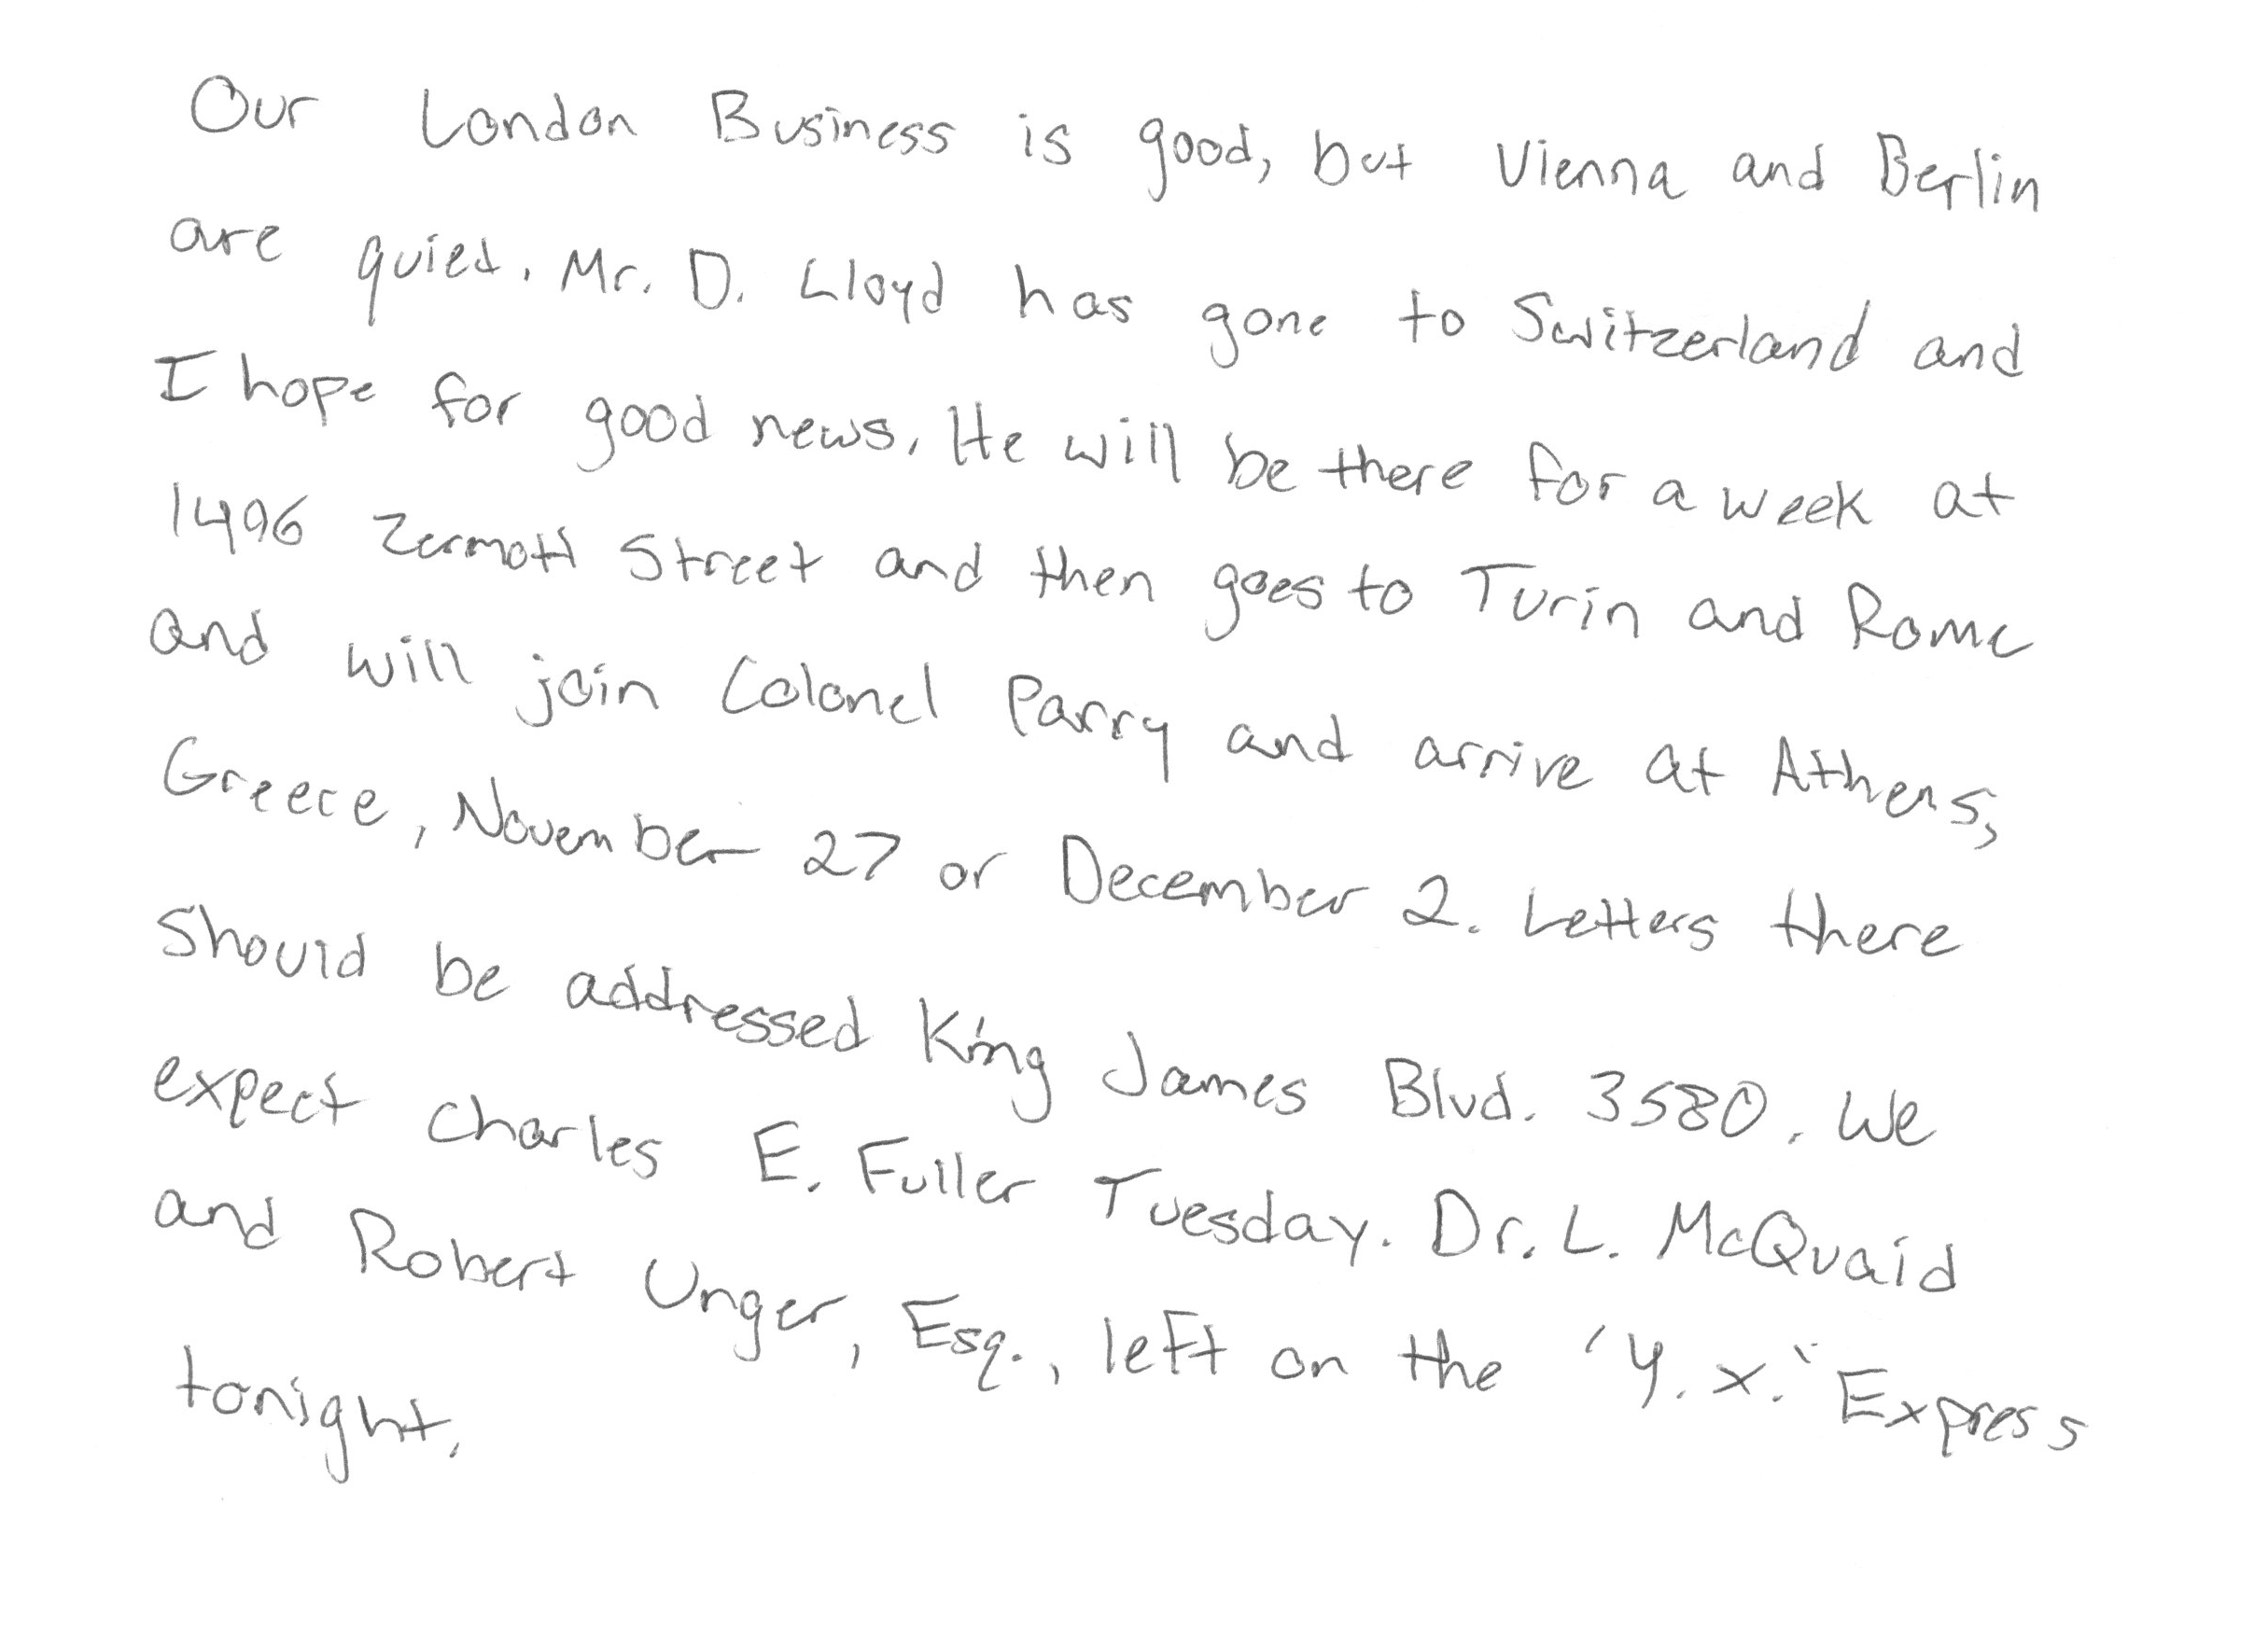 Our London Business is good, but Vienna and Berlin
are quiet. Mr. D. Lloyd has gone to Switzerland and
I hope for good news. He will be there for a week at
1496 Zermott Street and then goes to Turin and Rome
and will join Colonel Parry and arrive at Athens,
Greece, November 27 or December 2. Letters there
should be addressed King James Blvd. 3580. We
expect Charles E. Fuller Tuesday. Dr. L. McQuaid
and Robert Unger, Esq., left on the 'Y.X.' Express
tonight.